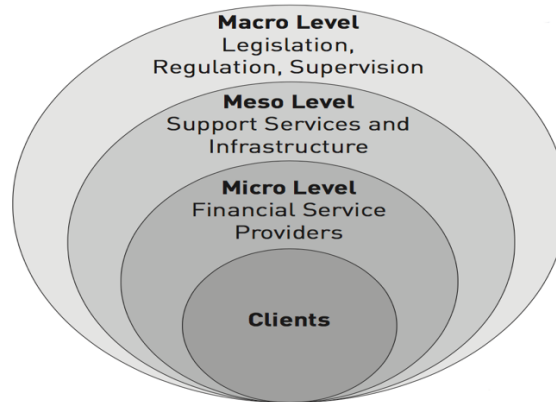 Macro Level
Legislation,
Regulation, Supervision
Meso Level
Support Services and
Infrastructure
Micro Level
Financial Service
Providers
Clients